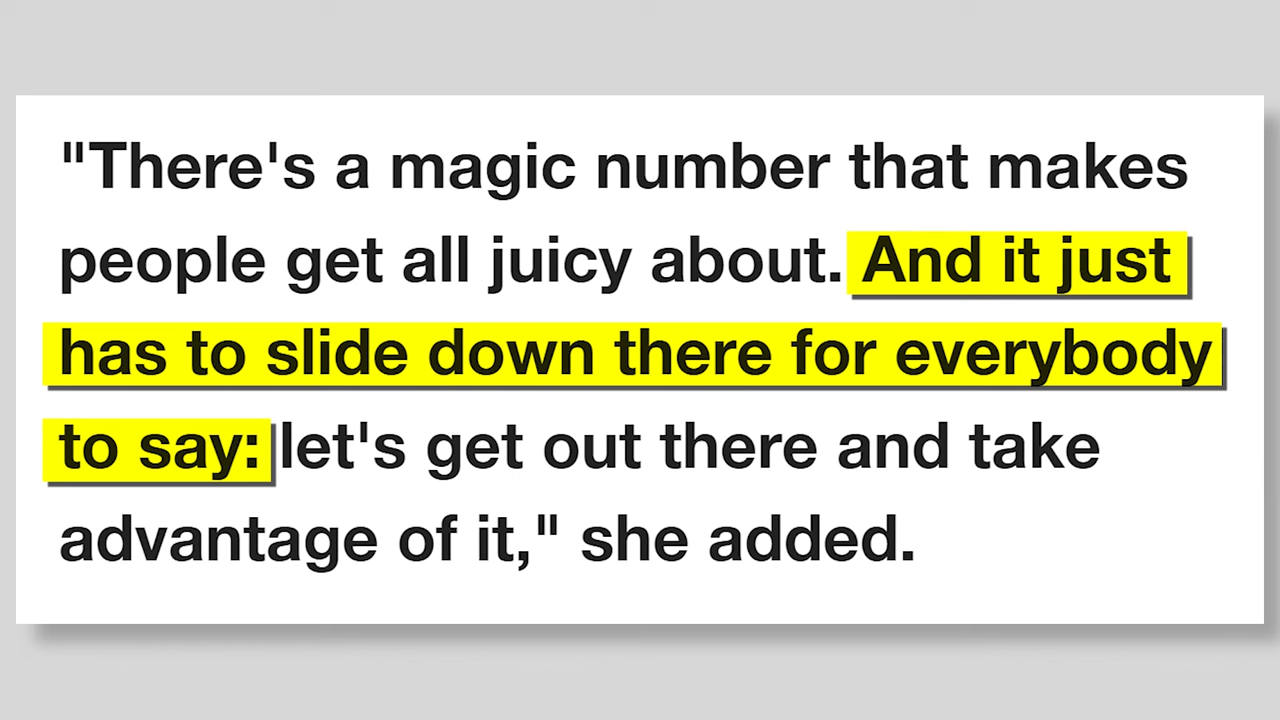 "There's a magic number that makes
people get all juicy about. And it just
has to slide down there for everybody
to say: let's get out there and take
advantage of it," she added.